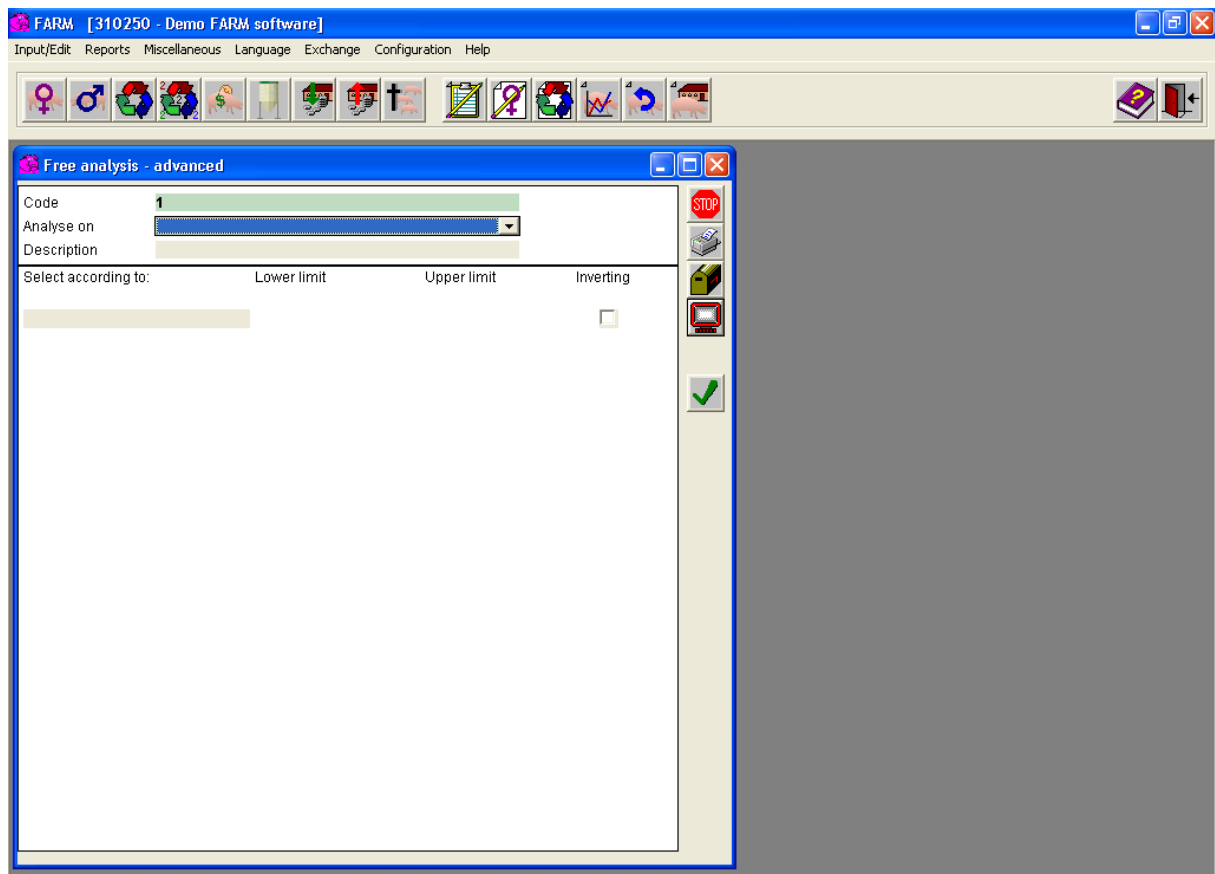 FARM [310250 - Demo FARM software]
Input/Edit Reports Miscellaneous Language Exchange Configuration Help
Free analysis - advanced
Code 1
STOP
Analyse on
Description
Select according to: Lower limit Upper limit Inverting